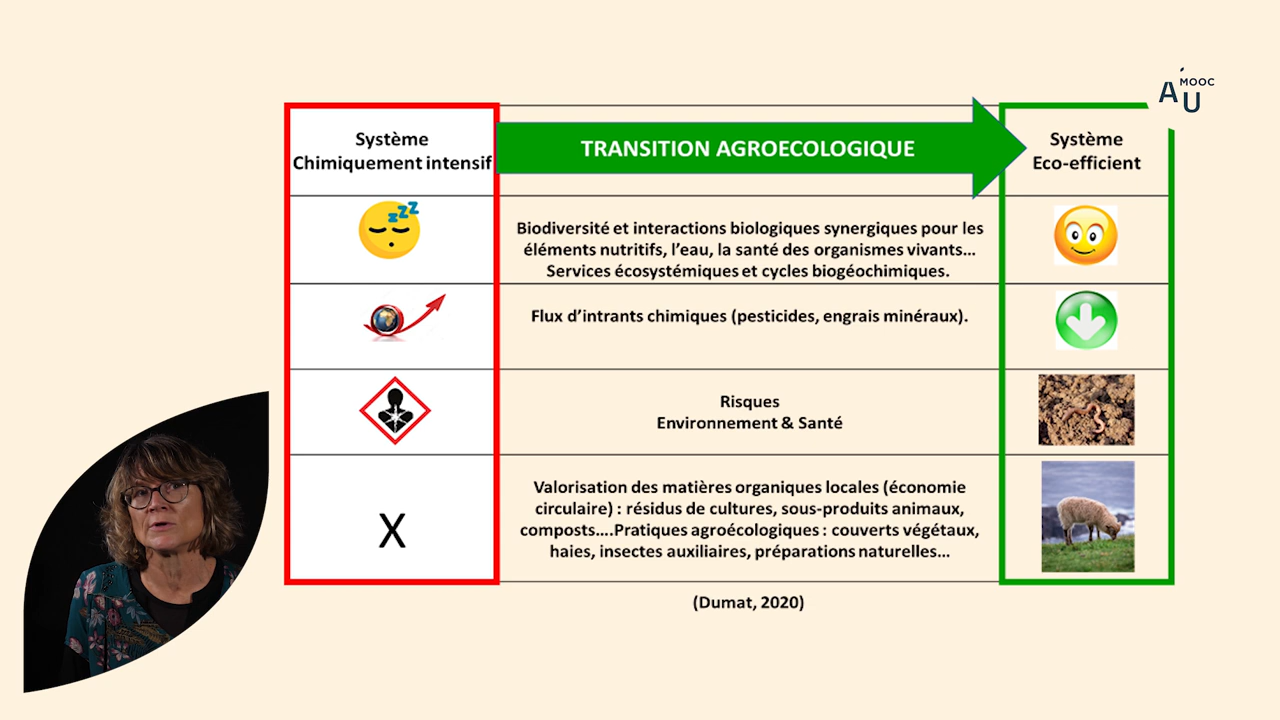 MOOC
AU
Système
Chimiquement intensif
TRANSITION AGROECOLOGIQUE
Système
Eco-efficient
zzz
Biodiversité et interactions biologiques synergiques pour les
éléments nutritifs, l’eau, la santé des organismes vivants…
Services écosystémiques et cycles biogéochimiques.
Flux d’intrants chimiques (pesticides, engrais minéraux).
Risques
Environnement & Santé
X
Valorisation des matières organiques locales (économie
circulaire) : résidus de cultures, sous-produits animaux,
composts….Pratiques agroécologiques : couverts végétaux,
haies, insectes auxiliaires, préparations naturelles…
(Dumat, 2020)